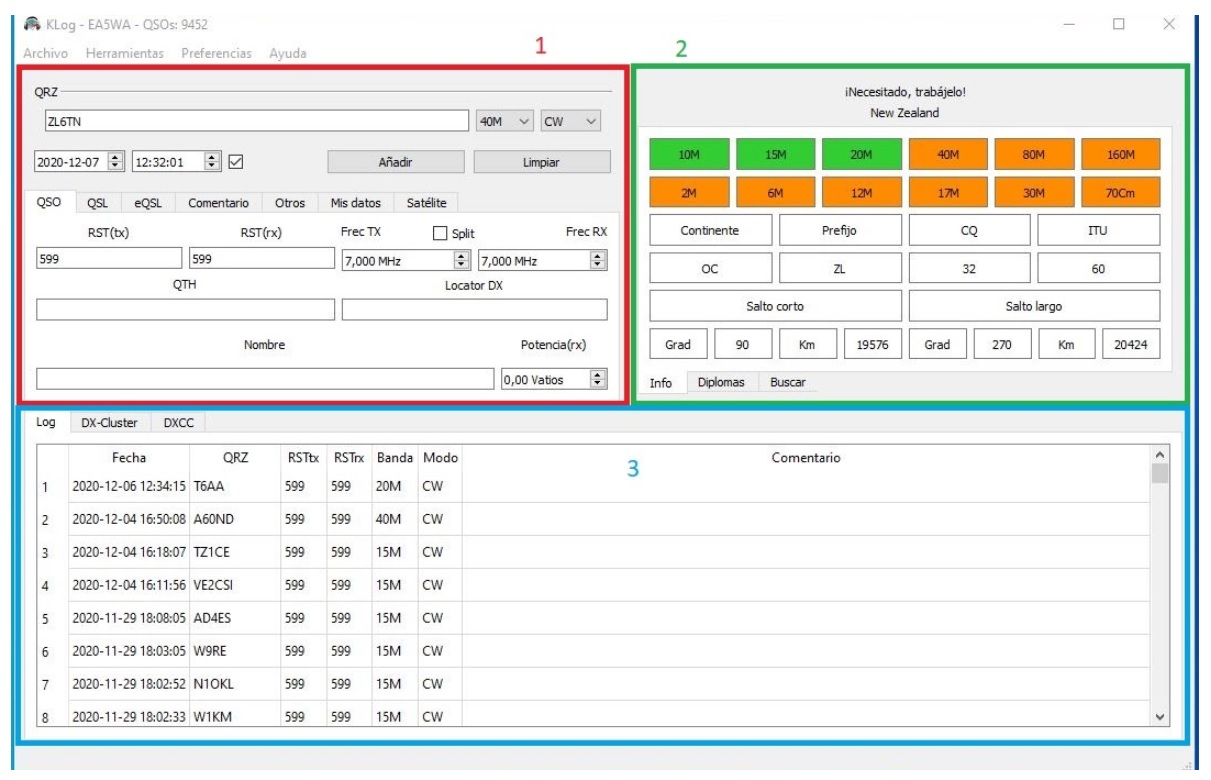 KLog - EA5WA - QSOs: 9452
Archivo Herramientas Preferencias Ayuda
1
2
QRZ
ZL6TN 40M CW
2020-12-07 12:32:01 Añadir Limpiar
QSO QSL eQSL Comentario Otros Mis datos Satélite
RST(tx) RST(rx) Frec TX Split Frec RX
599 599 7,000 MHz 7,000 MHz
QTH Locator DX
Nombre Potencia(rx)
0,00 Vatios
¡Necesitado, trabájelo!
New Zealand
10M 15M 20M 40M 80M 160M
2M 6M 12M 17M 30M 70Cm
Continente Prefijo CQ ITU
OC ZL 32 60
Salto corto Salto largo
Grad 90 Km 19576 Grad 270 Km 20424
Info Diplomas Buscar
Log DX-Cluster DXCC
3
Fecha QRZ RSTtx RSTrx Banda Modo Comentario
1 2020-12-06 12:34:15 T6AA 599 599 20M CW
2 2020-12-04 16:50:08 A60ND 599 599 40M CW
3 2020-12-04 16:18:07 TZ1CE 599 599 15M CW
4 2020-12-04 16:11:56 VE2CSI 599 599 15M CW
5 2020-11-29 18:08:05 AD4ES 599 599 15M CW
6 2020-11-29 18:03:05 W9RE 599 599 15M CW
7 2020-11-29 18:02:52 N1OKL 599 599 15M CW
8 2020-11-29 18:02:33 W1KM 599 599 15M CW